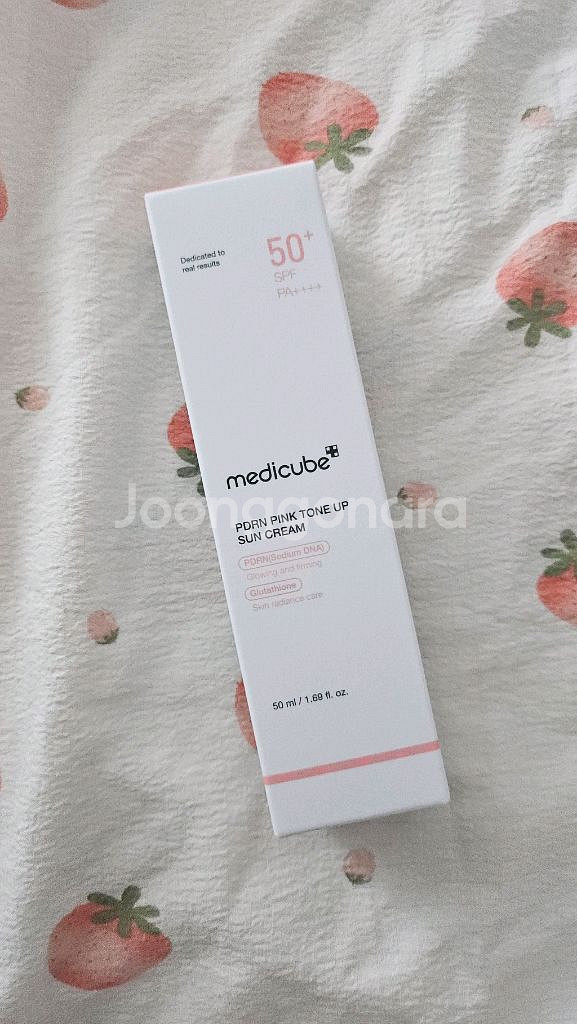 Dedicated to
real results
50+
SPF
PA++++
medicube
Joonggonara
PDRN PINK TONE UP
SUN CREAM
PDRN(Sodium DNA)
Glowing and firming
Glutathione
Skin radiance care
50 ml / 1.69 fl. oz.